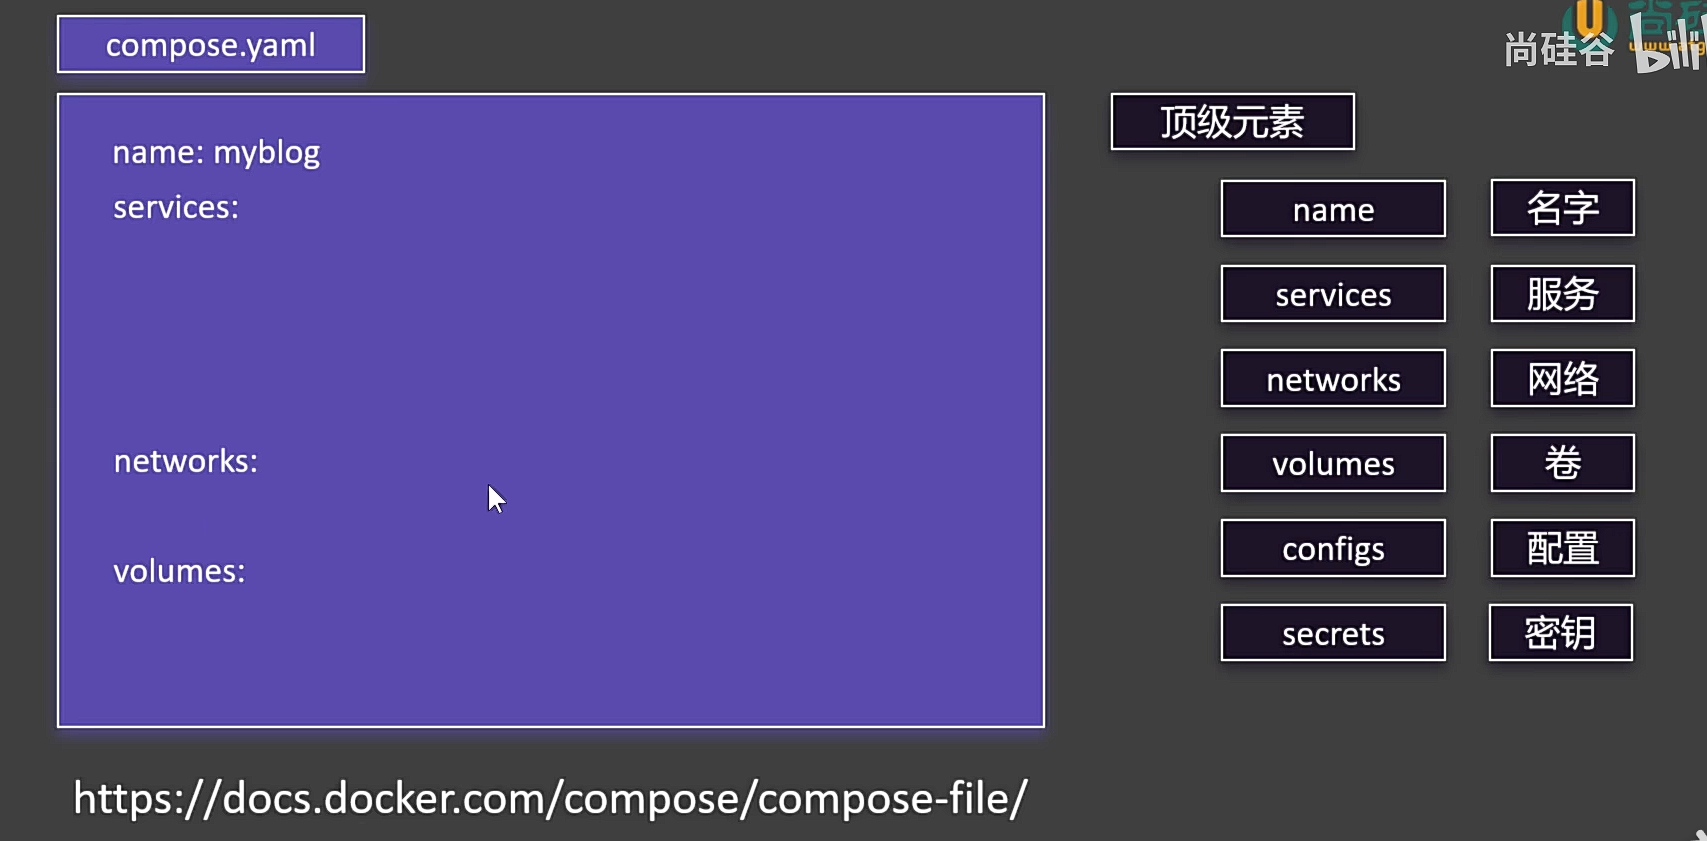 compose.yaml
name: myblog
services:
networks:
volumes:
https://docs.docker.com/compose/compose-file/
尚硅谷
bili
顶级元素
name 名字
services 服务
networks 网络
volumes 卷
configs 配置
secrets 密钥